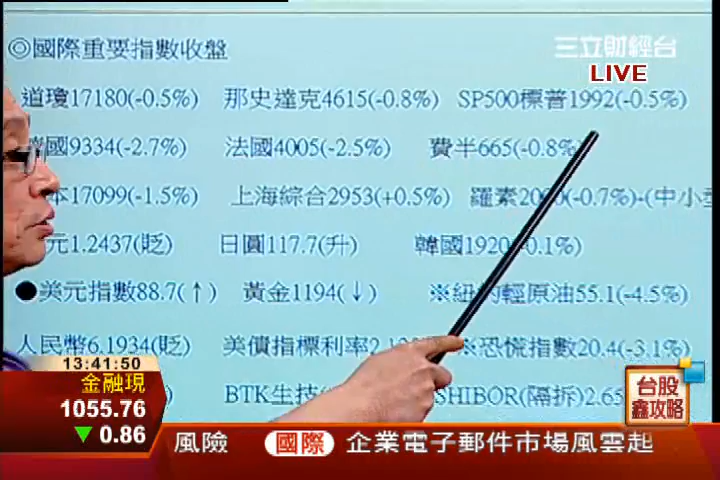 ◎國際重要指數收盤
三立財經台
LIVE
道瓊17180(-0.5%) 那史達克4615(-0.8%) SP500標普1992(-0.5%)
國9334(-2.7%) 法國4005(-2.5%) 費半665(-0.8%)
本17099(-1.5%) 上海綜合2953(+0.5%) 羅素(-0.7%)-(中小
元1.2437(貶) 日圓117.7(升) 韓國1920 0.1%)
●美元指數88.7(↑) 黃金1194(↓) ※紐約輕原油55.1(-4.5%)
人民幣6.1934(貶) 美債指標利率 ※恐慌指數20.4(-3.1%)
BTK生技( SHIBOR(隔拆)2.65
13:41:50
金融現
1055.76
▼0.86
台股
鑫攻略
風險 國際 企業電子郵件市場風雲起